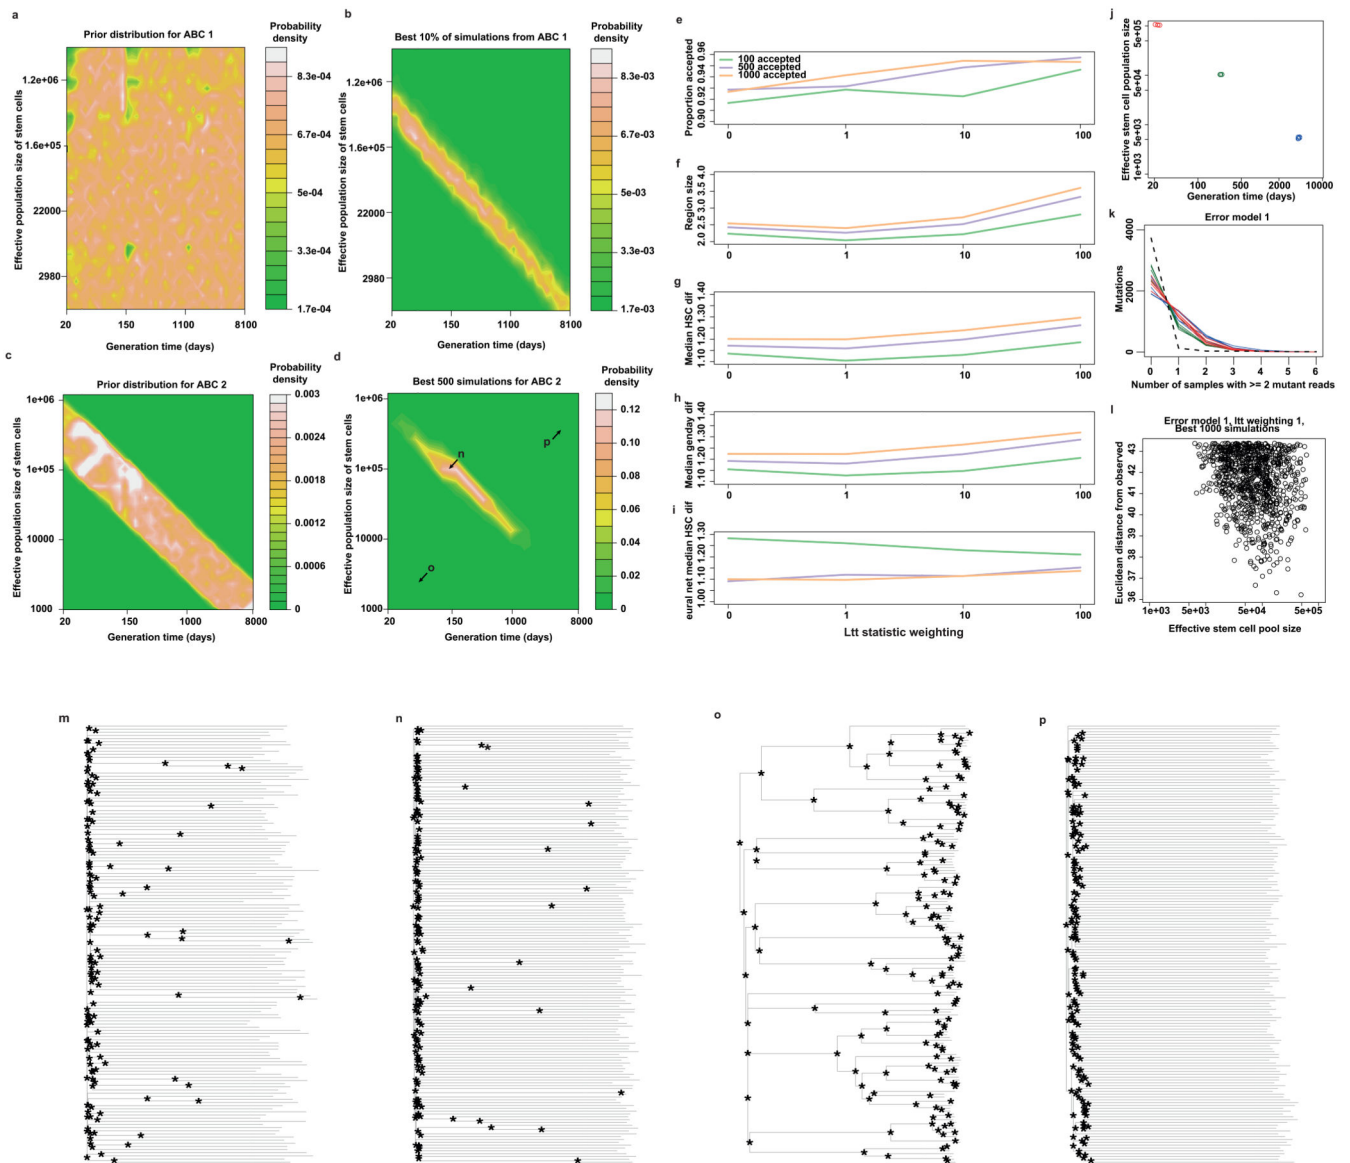 a
Prior distribution for ABC 1
Probability
density
Effective population size of stem cells
1.2e+06
1.6e+05
22000
2980
20
150
1100
8100
Generation time (days)
8.3e-04
6.7e-04
5e-04
3.3e-04
1.7e-04
b
Best 10% of simulations from ABC 1
Probability
density
Effective population size of stem cells
1.2e+06
1.6e+05
22000
2980
20
150
1100
8100
Generation time (days)
8.3e-03
6.7e-03
5e-03
3.3e-03
1.7e-03
c
Prior distribution for ABC 2
Probability
density
Effective population size of stem cells
1e+06
1e+05
10000
1000
20
150
1000
8000
Generation time (days)
0.003
0.0024
0.0018
0.0012
0.0006
0
d
Best 500 simulations for ABC 2
Probability
density
Effective population size of stem cells
1e+06
1e+05
10000
1000
20
150
1000
8000
Generation time (days)
n
o
p
0.12
0.10
0.08
0.06
0.04
0.02
0
e
Proportion accepted
0.90 0.92 0.94 0.96
100 accepted
500 accepted
1000 accepted
0
1
10
100
f
Region size
2.0 2.5 3.0 3.5 4.0
0
1
10
100
g
Median HSC dif
1.10 1.20 1.30 1.40
0
1
10
100
h
Median genday dif
1.10 1.20 1.30 1.40
0
1
10
100
i
eural net median HSC dif
1.00 1.10 1.20 1.30
0
1
10
100
Ltt statistic weighting
j
Effective stem cell population size
5e+05
5e+04
5e+03
1e+03
20
100
500
2000
10000
Generation time (days)
k
Error model 1
Mutations
4000
2000
0
0
1
2
3
4
5
6
Number of samples with >= 2 mutant reads
l
Error model 1, ltt weighting 1,
Best 1000 simulations
Euclidean distance from observed
43
42
41
40
39
38
37
36
1e+03
5e+03
5e+04
5e+05
Effective stem cell pool size
m
n
o
p